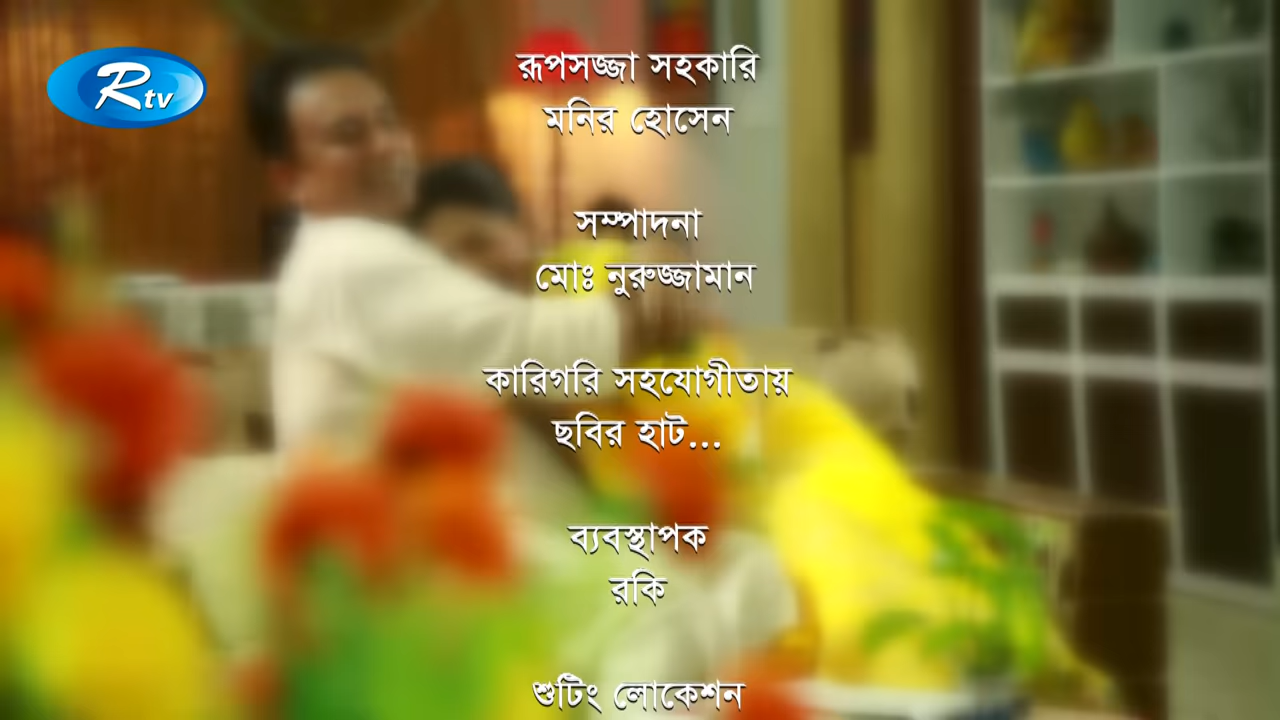 Rtv
রূপসজ্জা সহকারি
মনির হোসেন
সম্পাদনা
মোঃ নুরুজ্জামান
কারিগরি সহযোগীতায়
ছবির হাট...
ব্যবস্থাপক
রকি
শুটিং লোকেশন